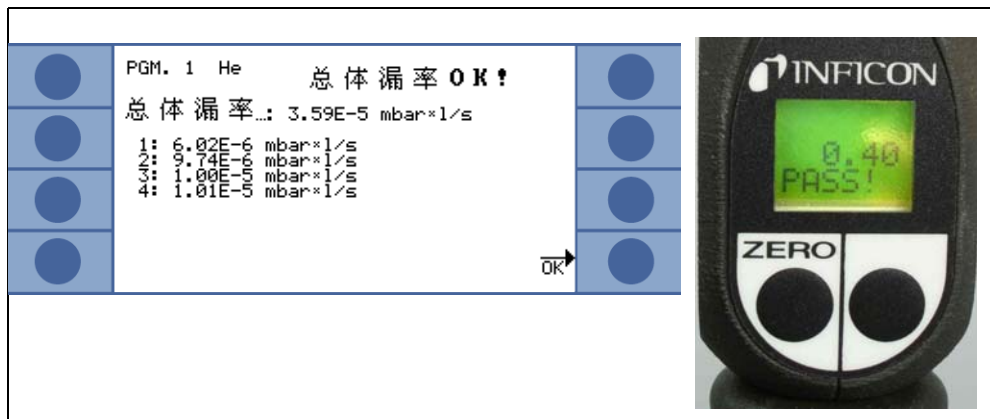 PGM. 1 He
总体漏率OK!
总体漏率…: 3.59E-5 mbar×l/s
1: 6.02E-6 mbar×l/s
2: 9.74E-6 mbar×l/s
3: 1.00E-5 mbar×l/s
4: 1.01E-5 mbar×l/s
OK
INFICON
0.40
PASS!
ZERO